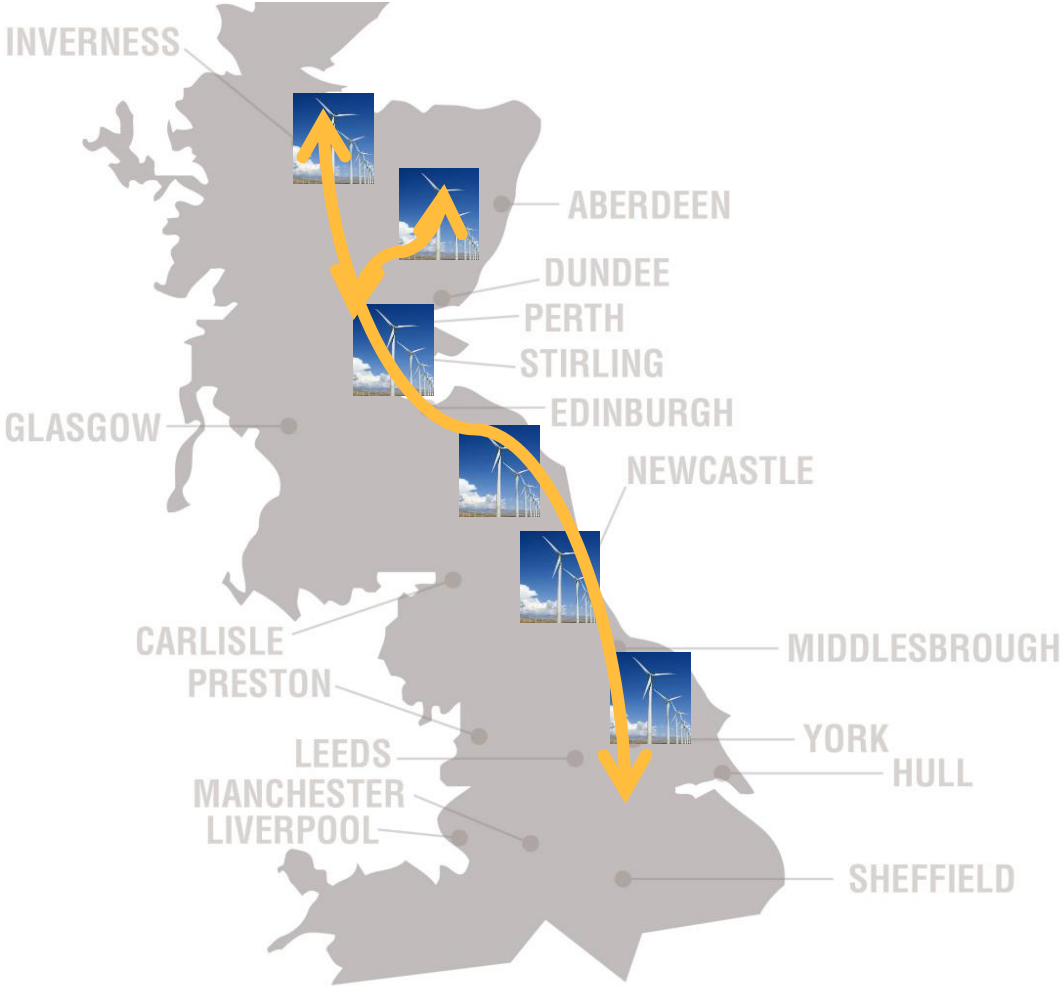 INVERNESS
ABERDEEN
DUNDEE
PERTH
STIRLING
EDINBURGH
GLASGOW
NEWCASTLE
CARLISLE
MIDDLESBROUGH
PRESTON
YORK
LEEDS
HULL
MANCHESTER
LIVERPOOL
SHEFFIELD